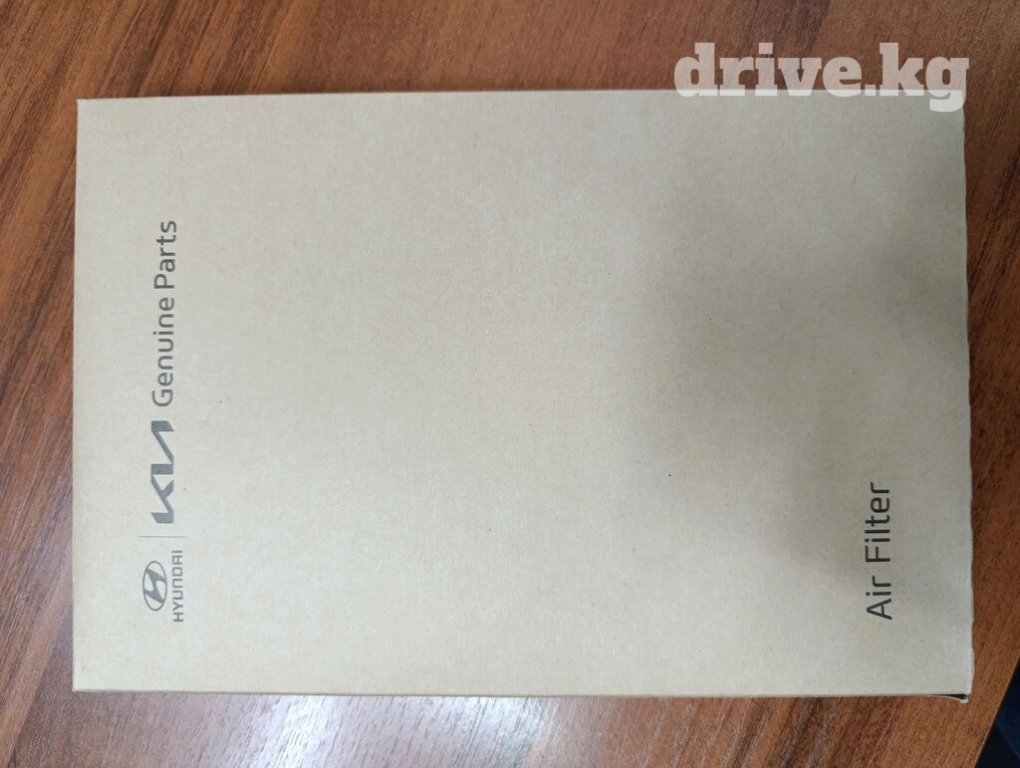 drive.kg
HYUNDAI
KIA Genuine Parts
Air Filter